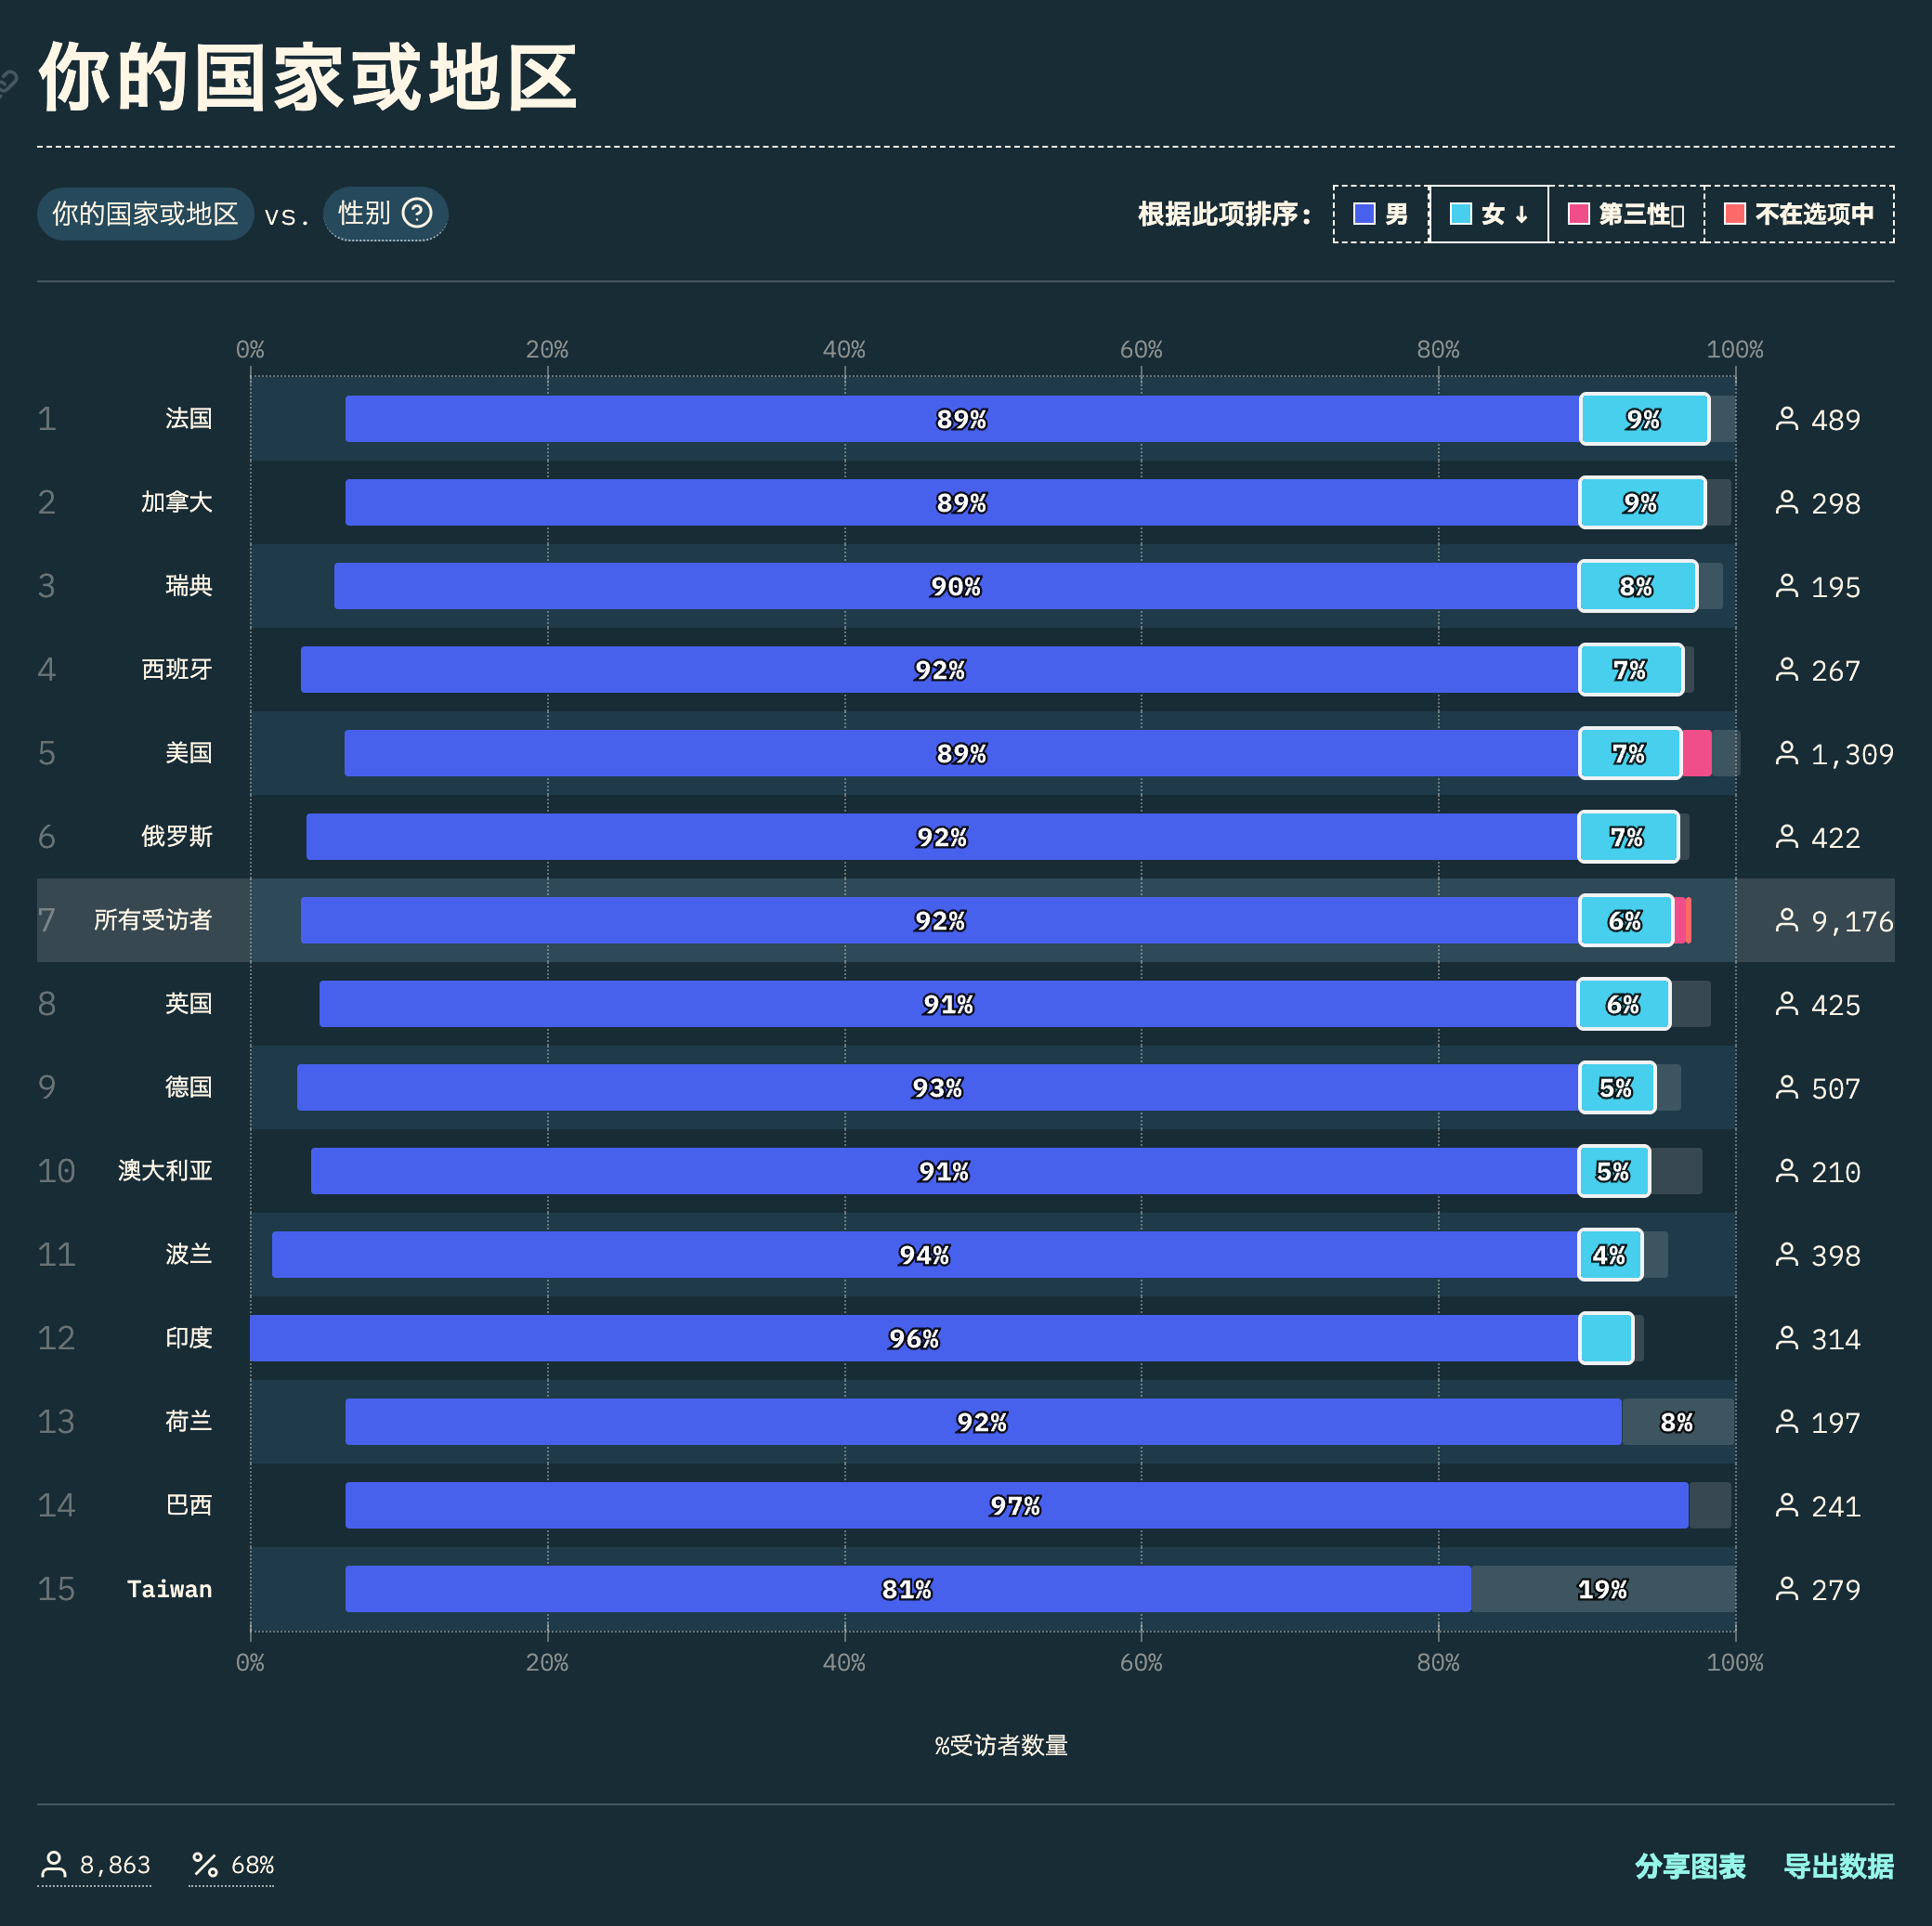 你的国家或地区
你的国家或地区 vs. 性别 ?
根据此项排序: 男 女 ↓ 第三性 不在选项中
0% 20% 40% 60% 80% 100%
1 法国 89% 9% 489
2 加拿大 89% 9% 298
3 瑞典 90% 8% 195
4 西班牙 92% 7% 267
5 美国 89% 7% 1,309
6 俄罗斯 92% 7% 422
7 所有受访者 92% 6% 9,176
8 英国 91% 6% 425
9 德国 93% 5% 507
10 澳大利亚 91% 5% 210
11 波兰 94% 4% 398
12 印度 96% 314
13 荷兰 92% 8% 197
14 巴西 97% 241
15 Taiwan 81% 19% 279
0% 20% 40% 60% 80% 100%
%受访者数量
8,863 % 68%
分享图表 导出数据